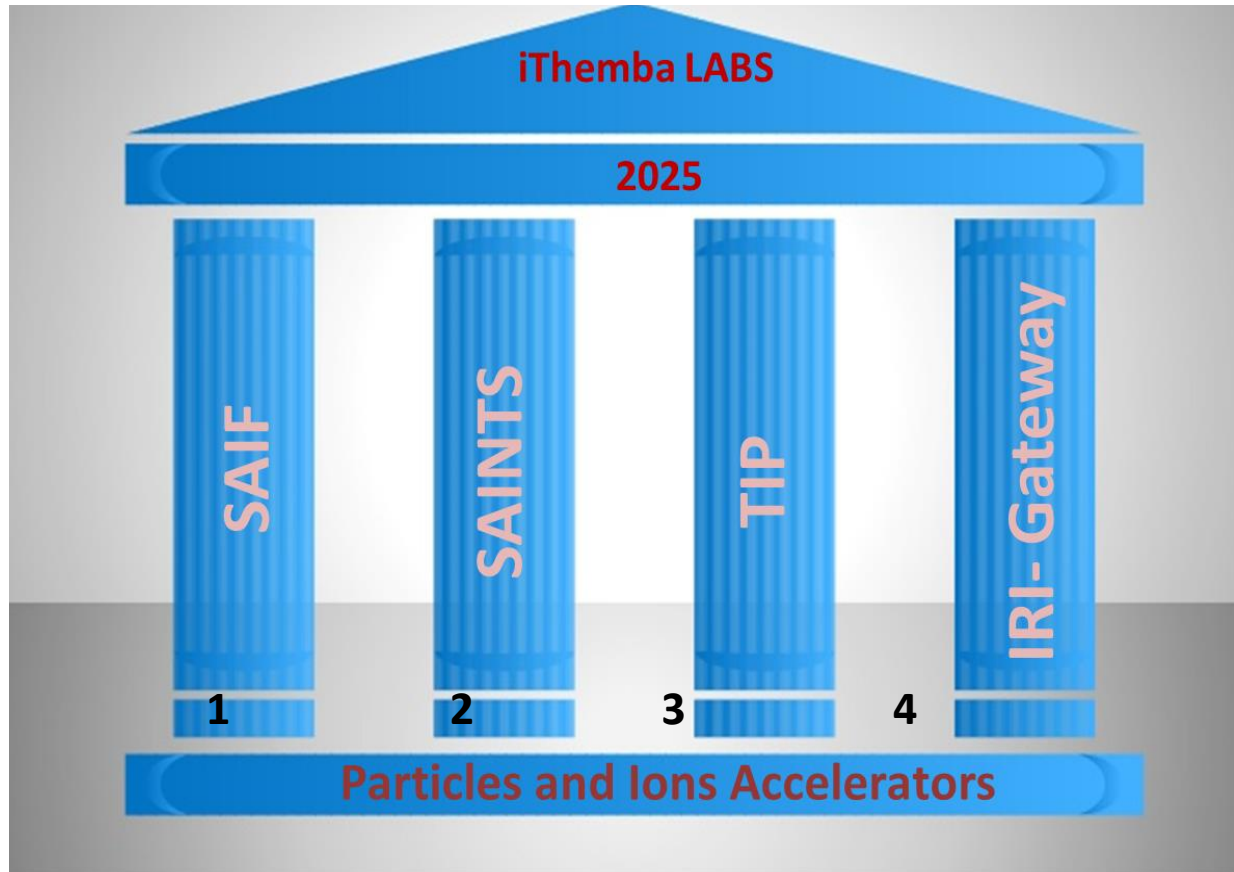 iThemba LABS
2025
SAIF
SAINTS
TIP
IRI- Gateway
1
2
3
4
Particles and Ions Accelerators